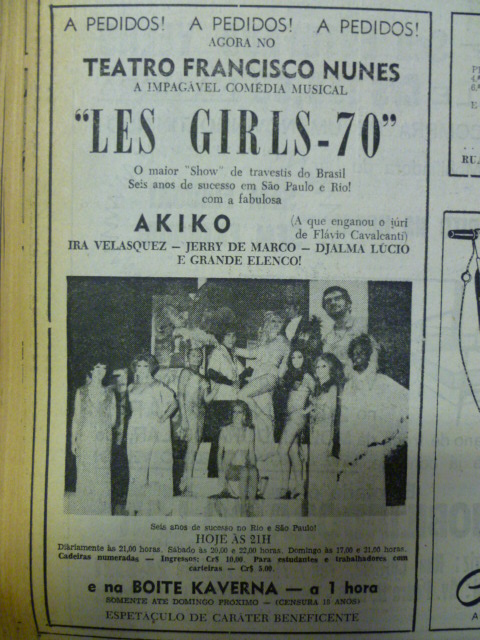 A PEDIDOS! A PEDIDOS! A PEDIDOS!
AGORA NO
TEATRO FRANCISCO NUNES
A IMPAGÁVEL COMÉDIA MUSICAL
"LES GIRLS-70"
O maior "Show" de travestis do Brasil
Seis anos de sucesso em São Paulo e Rio!
com a fabulosa
AKIKO (A que enganou o júri
de Flávio Cavalcanti)
IRA VELASQUEZ — JERRY DE MARCO — DJALMA LÚCIO
E GRANDE ELENCO!
Seis anos de sucesso no Rio e São Paulo!
HOJE ÀS 21H
Diàriamente às 21,00 horas. Sábado às 20,00 e 22,00 horas. Domingo às 17,00 e 21,00.
Cadeiras numeradas — Ingressos: Cr$ 10,00. Para estudantes e trabalhadores com
carteiras — Cr$ 5,00.
e na BOITE KAVERNA — a 1 hora
SOMENTE ATÉ DOMINGO PRÓXIMO — (CENSURA 18 ANOS)
ESPETÁCULO DE CARÁTER BENEFICENTE